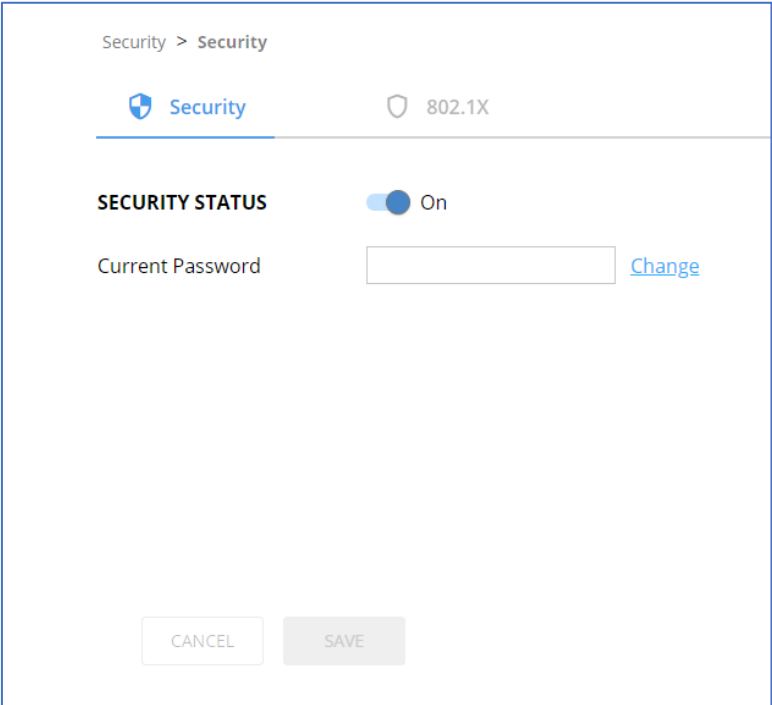 Security > Security
Security 802.1X
SECURITY STATUS On
Current Password Change
CANCEL SAVE